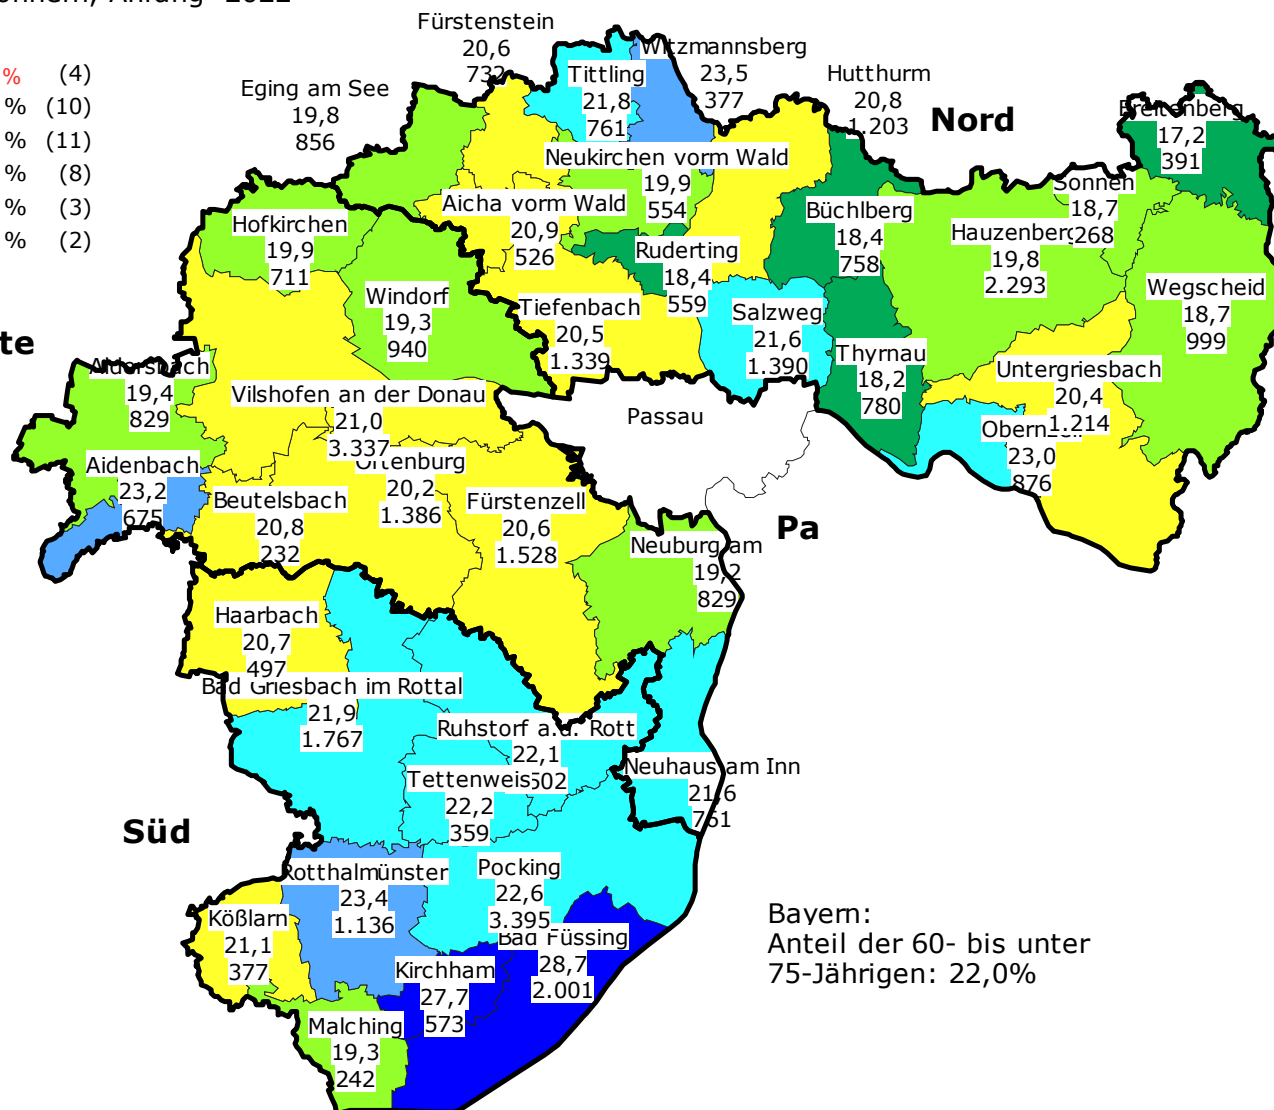 Anfang 2022
% (4)
% (10)
% (11)
% (8)
% (3)
% (2)
Fürstenstein
20,6
732
Witzmannsberg
23,5
377
Tittling
21,8
761
Hutthurm
20,8
1.203
Eging am See
19,8
856
Nord
Breitenberg
17,2
391
Neukirchen vorm Wald
19,9
554
Sonnen
18,7
268
Aicha vorm Wald
20,9
526
Büchlberg
18,4
758
Hofkirchen
19,9
711
Hauzenberg
19,8
2.293
Ruderting
18,4
559
Windorf
19,3
940
Wegscheid
18,7
999
Tiefenbach
20,5
1.339
Salzweg
21,6
1.390
te
Thyrnau
18,2
780
Aldersbach
19,4
829
Untergriesbach
20,4
1.214
Vilshofen an der Donau
21,0
3.337
Passau
Obern
23,0
876
Aidenbach
23,2
675
Ortenburg
20,2
1.386
Beutelsbach
20,8
232
Fürstenzell
20,6
1.528
Pa
Neuburg am
19,2
829
Haarbach
20,7
497
Bad Griesbach im Rottal
21,9
1.767
Ruhstorf a.d. Rott
22,1
502
Neuhaus am Inn
21,6
761
Tettenweis
22,2
359
Süd
Rotthalmünster
23,4
1.136
Pocking
22,6
3.395
Kößlarn
21,1
377
Bad Füssing
28,7
2.001
Kirchham
27,7
573
Malching
19,3
242
Bayern:
Anteil der 60- bis unter
75-Jährigen: 22,0%